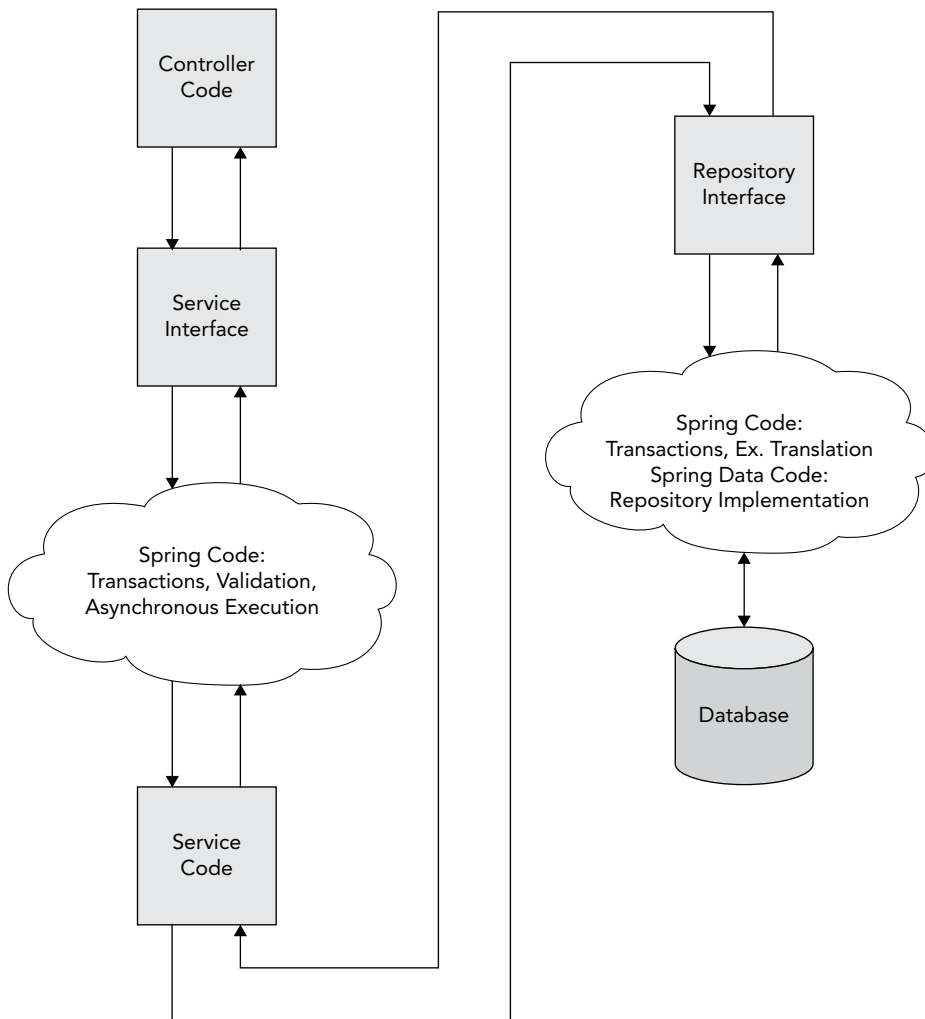 Controller
Code
Service
Interface
Spring Code:
Transactions, Validation,
Asynchronous Execution
Service
Code
Repository
Interface
Spring Code:
Transactions, Ex. Translation
Spring Data Code:
Repository Implementation
Database